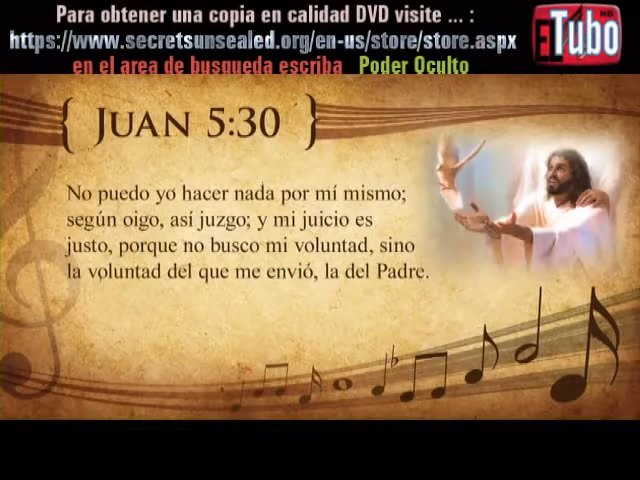 Para obtener una copia en calidad DVD visite ... :
https://www.secretsunsealed.org/en-us/store/store.aspx
en el area de busqueda escriba Poder Oculto
El Tubo
HD
{ JUAN 5:30 }
No puedo yo hacer nada por mí mismo;
según oigo, así juzgo; y mi juicio es
justo, porque no busco mi voluntad, sino
la voluntad del que me envió, la del Padre.